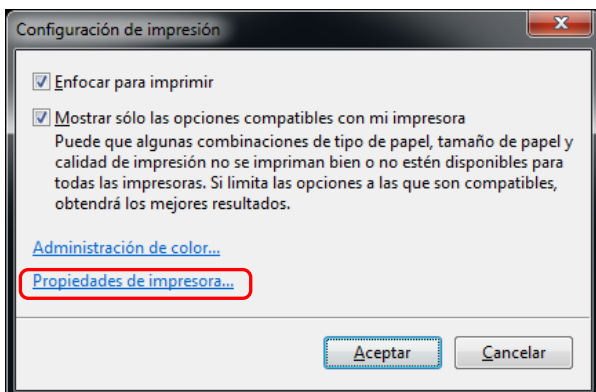 Configuración de impresión
Enfocar para imprimir
Mostrar sólo las opciones compatibles con mi impresora
Puede que algunas combinaciones de tipo de papel, tamaño de papel y
calidad de impresión no se impriman bien o no estén disponibles para
todas las impresoras. Si limita las opciones a las que son compatibles,
obtendrá los mejores resultados.
Administración de color...
Propiedades de impresora...
Aceptar
Cancelar